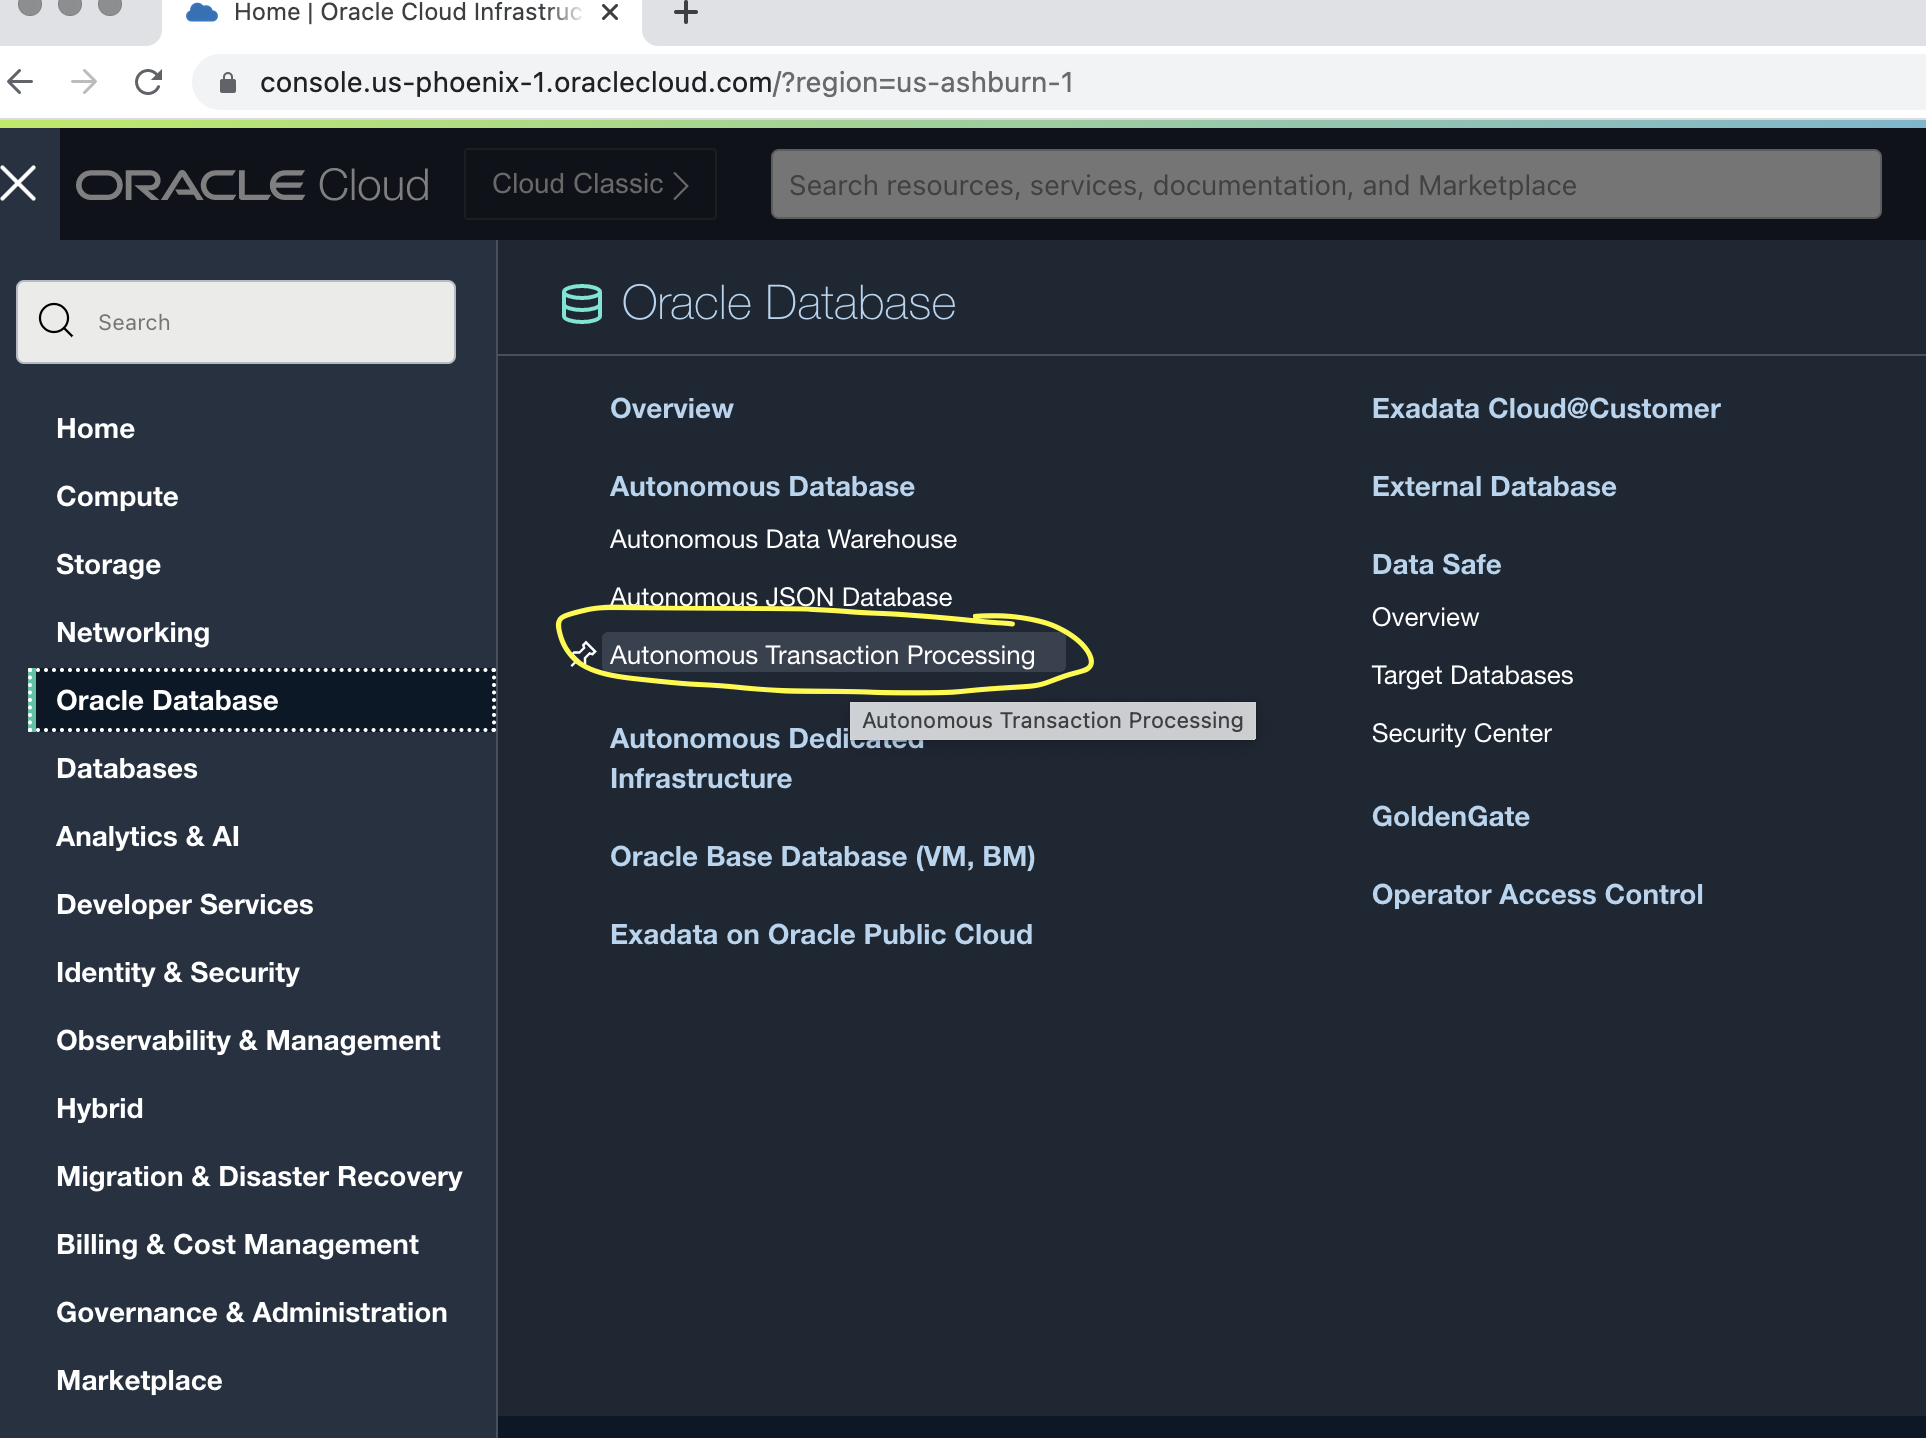 Home | Oracle Cloud Infrastruc
console.us-phoenix-1.oraclecloud.com/?region=us-ashburn-1
ORACLE Cloud
Cloud Classic
Search resources, services, documentation, and Marketplace
Search
Home
Compute
Storage
Networking
Oracle Database
Databases
Analytics & AI
Developer Services
Identity & Security
Observability & Management
Hybrid
Migration & Disaster Recovery
Billing & Cost Management
Governance & Administration
Marketplace
Oracle Database
Overview
Autonomous Database
Autonomous Data Warehouse
Autonomous JSON Database
Autonomous Transaction Processing
Autonomous Transaction Processing
Autonomous Dedicated
Infrastructure
Oracle Base Database (VM, BM)
Exadata on Oracle Public Cloud
Exadata Cloud@Customer
External Database
Data Safe
Overview
Target Databases
Security Center
GoldenGate
Operator Access Control